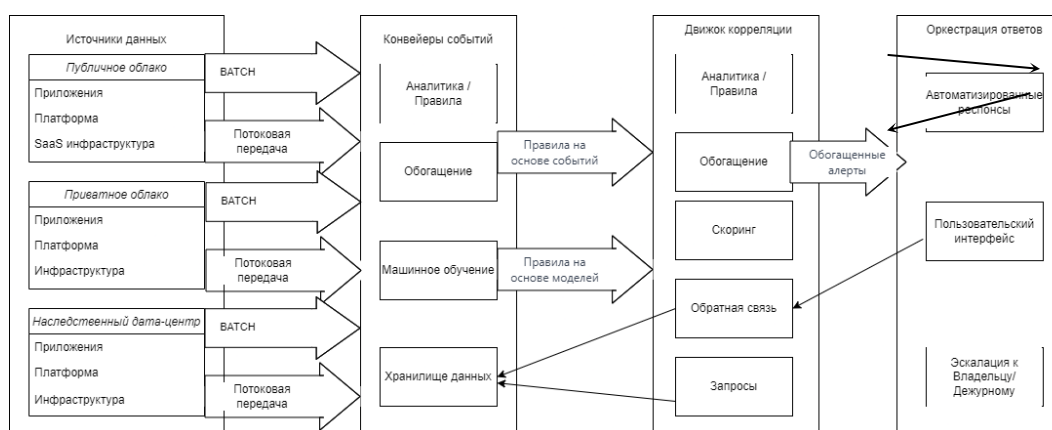 Источники данных
Публичное облако
Приложения
Платформа
SaaS инфраструктура
Приватное облако
Приложения
Платформа
Инфраструктура
Наследственный дата-центр
Приложения
Платформа
Инфраструктура
BATCH
Потоковая
передача
BATCH
Потоковая
передача
BATCH
Потоковая
передача
Конвейеры событий
Аналитика /
Правила
Обогащение
Машинное обучение
Хранилище данных
Правила на
основе событий
Правила на
основе моделей
Движок корреляции
Аналитика /
Правила
Обогащение
Скоринг
Обратная связь
Запросы
Обогащенные
алерты
Оркестрация ответов
Автоматизированные
респонсы
Пользовательский
интерфейс
Эскалация к
Владельцу/
Дежурному